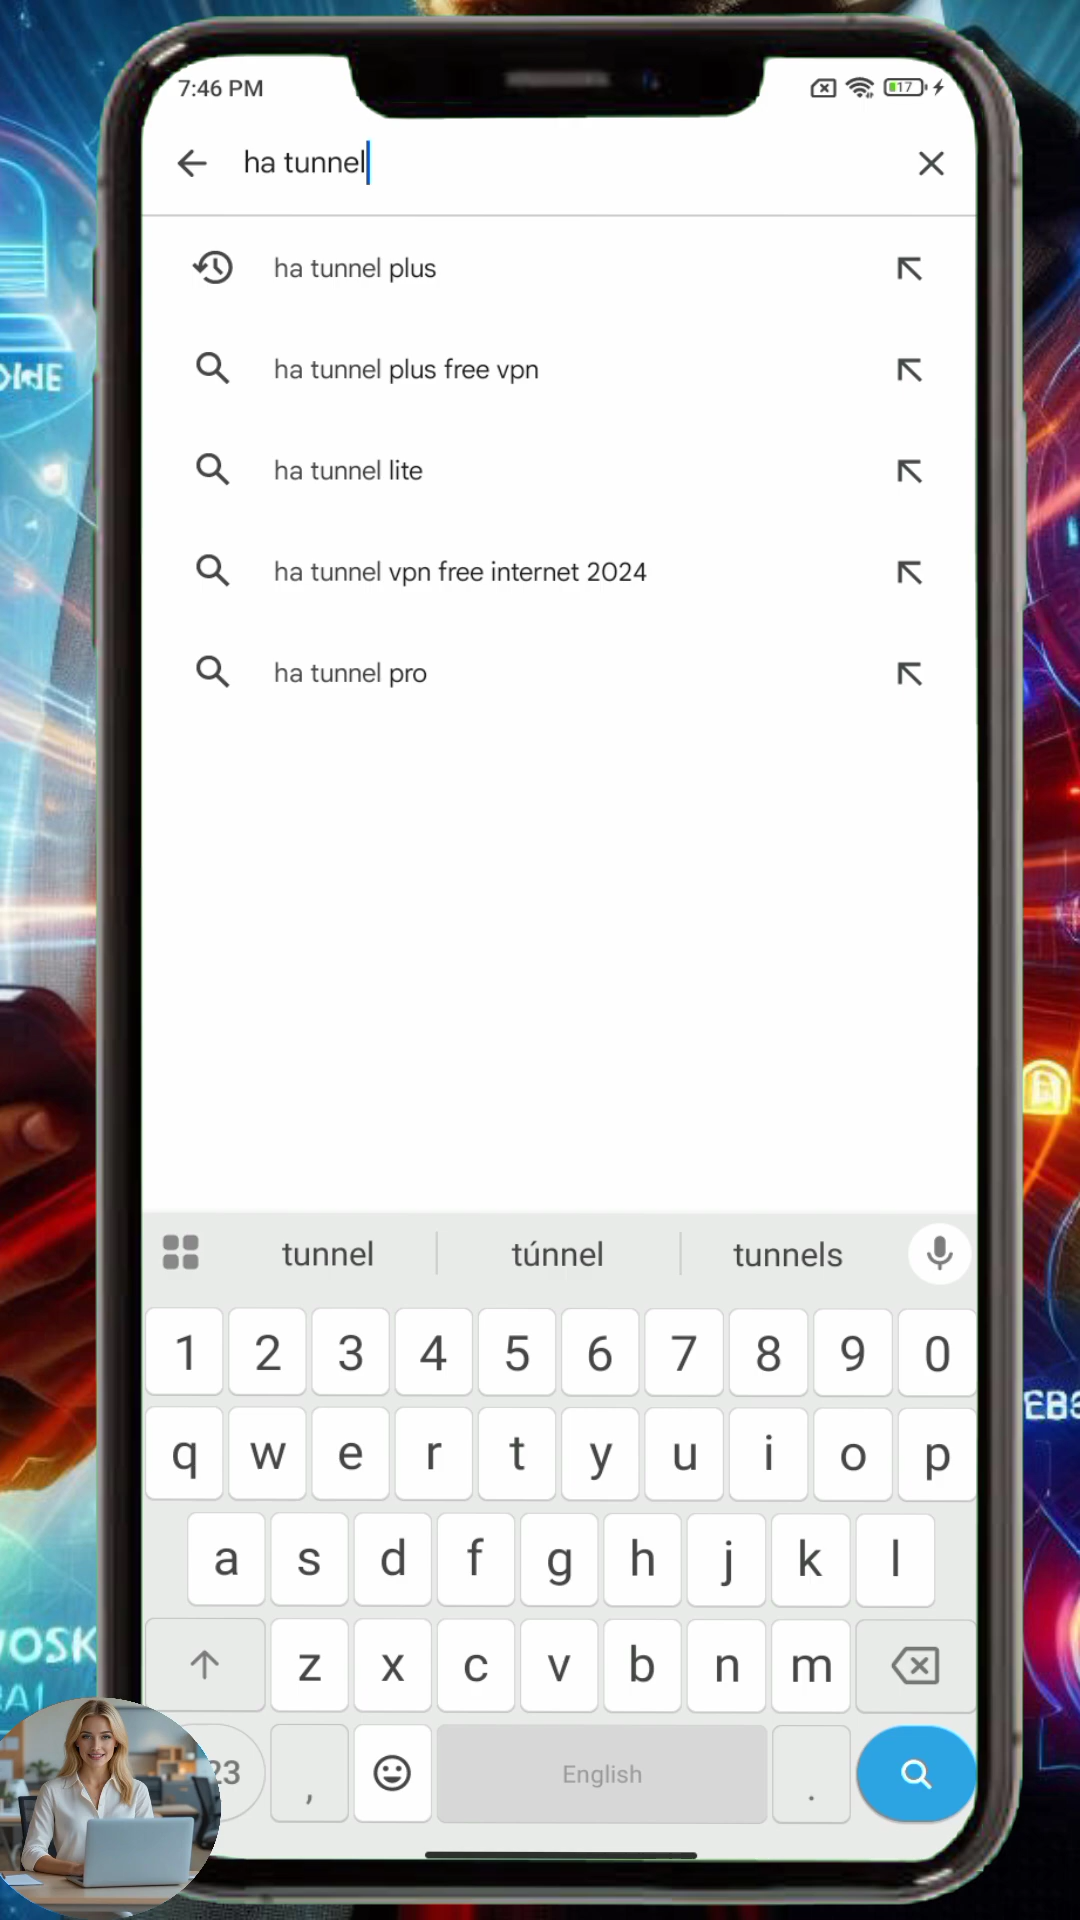 7:46 PM
17
ha tunnel
ha tunnel plus
ha tunnel plus free vpn
ha tunnel lite
ha tunnel vpn free internet 2024
ha tunnel pro
tunnel túnnel tunnels
1 2 3 4 5 6 7 8 9 0
q w e r t y u i o p
a s d f g h j k l
z x c v b n m
23 , English .